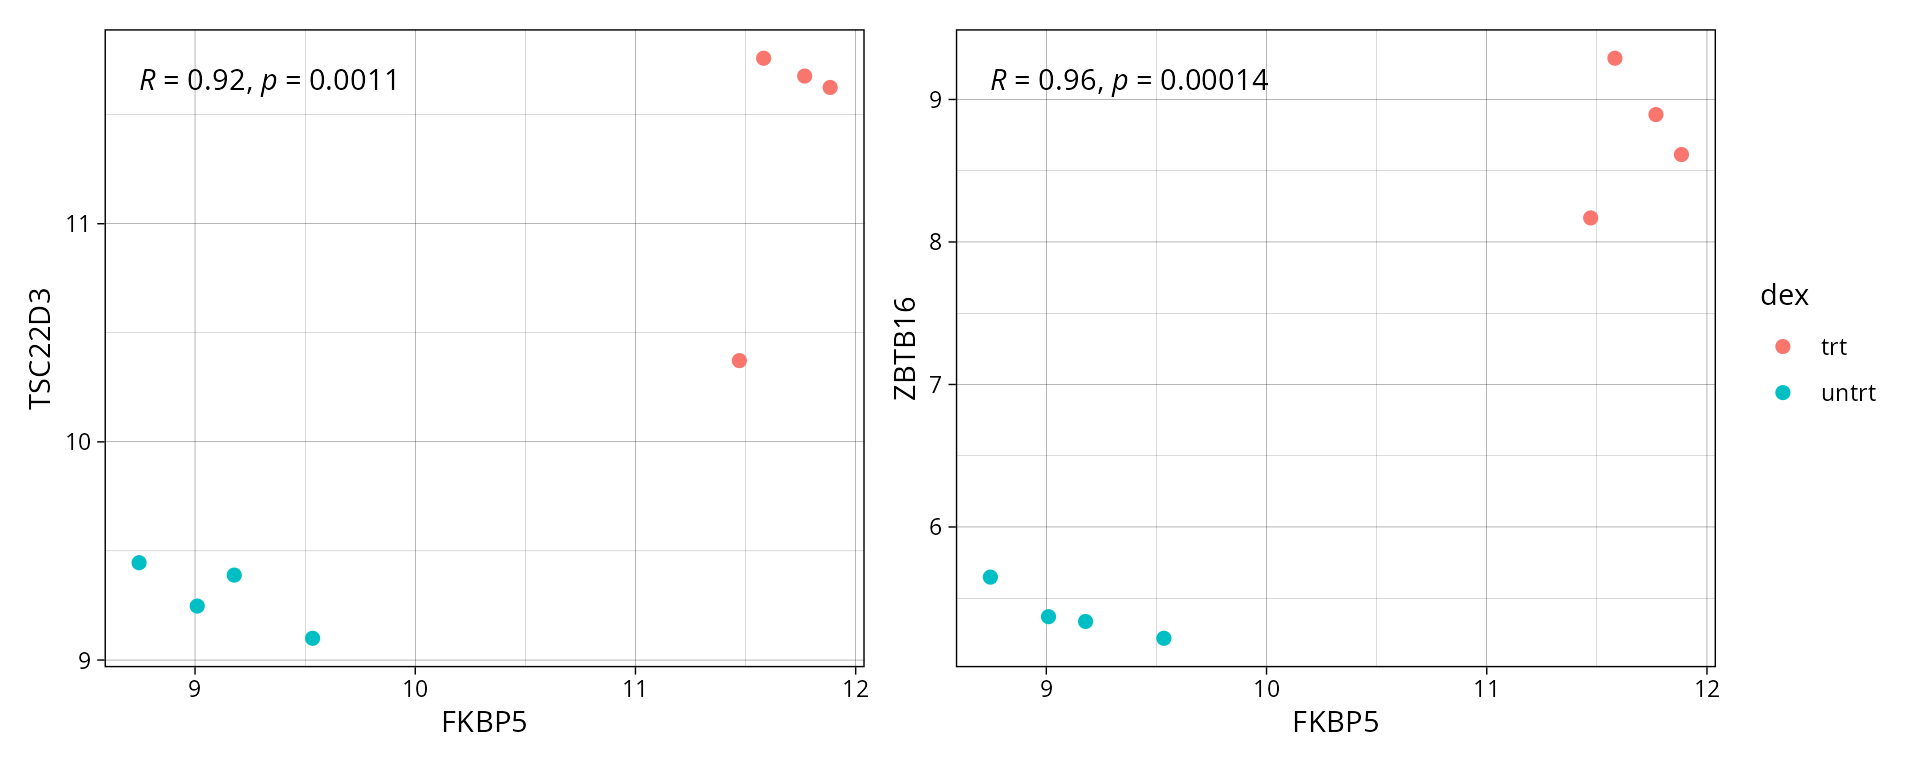 R = 0.92, p = 0.0011
TSC22D3
11
10
9
9 10 11 12
FKBP5
R = 0.96, p = 0.00014
ZBTB16
9
8
7
6
9 10 11 12
FKBP5
dex
trt
untrt